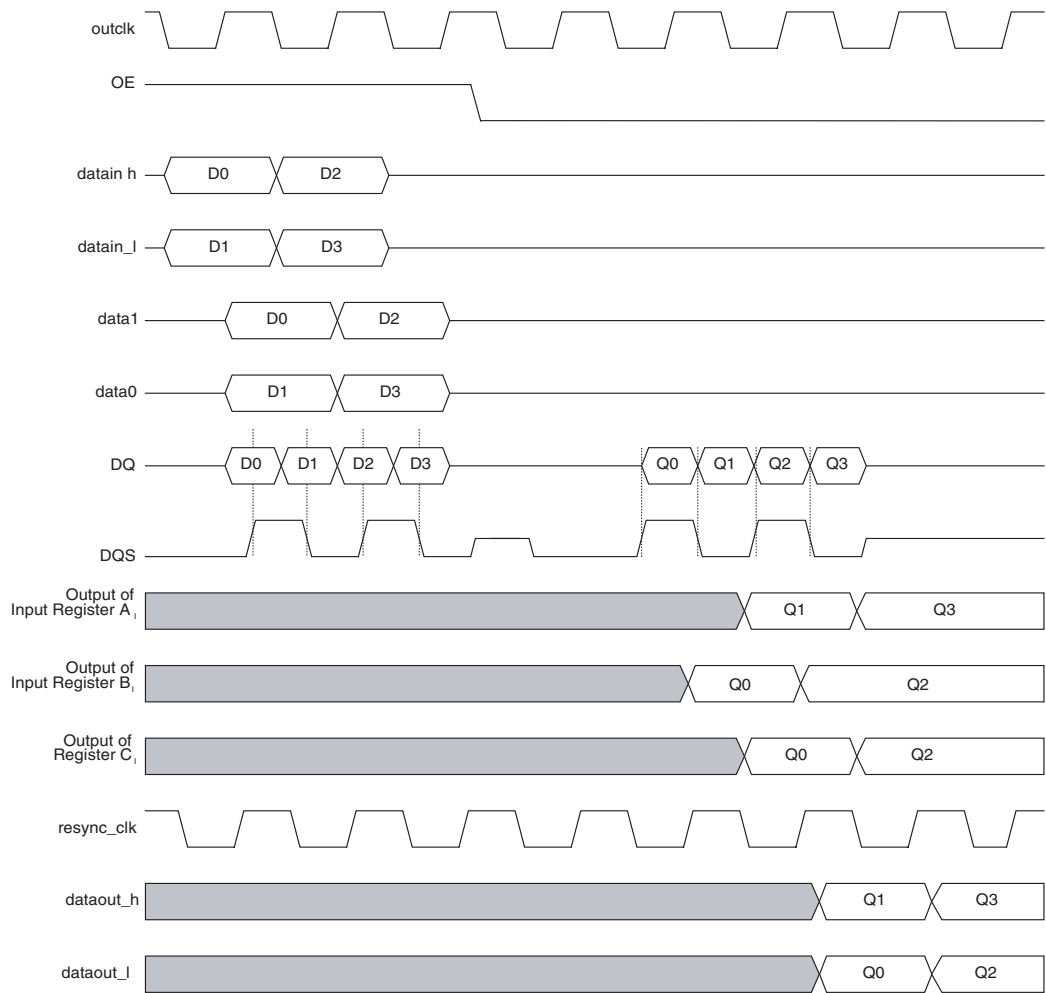 outclk
OE
datain h
D0 D2
datain_l
D1 D3
data1
D0 D2
data0
D1 D3
DQ
D0 D1 D2 D3 Q0 Q1 Q2 Q3
DQS
Output of
Input Register A I
Q1 Q3
Output of
Input Register B I
Q0 Q2
Output of
Register C I
Q0 Q2
resync_clk
dataout_h
Q1 Q3
dataout_l
Q0 Q2